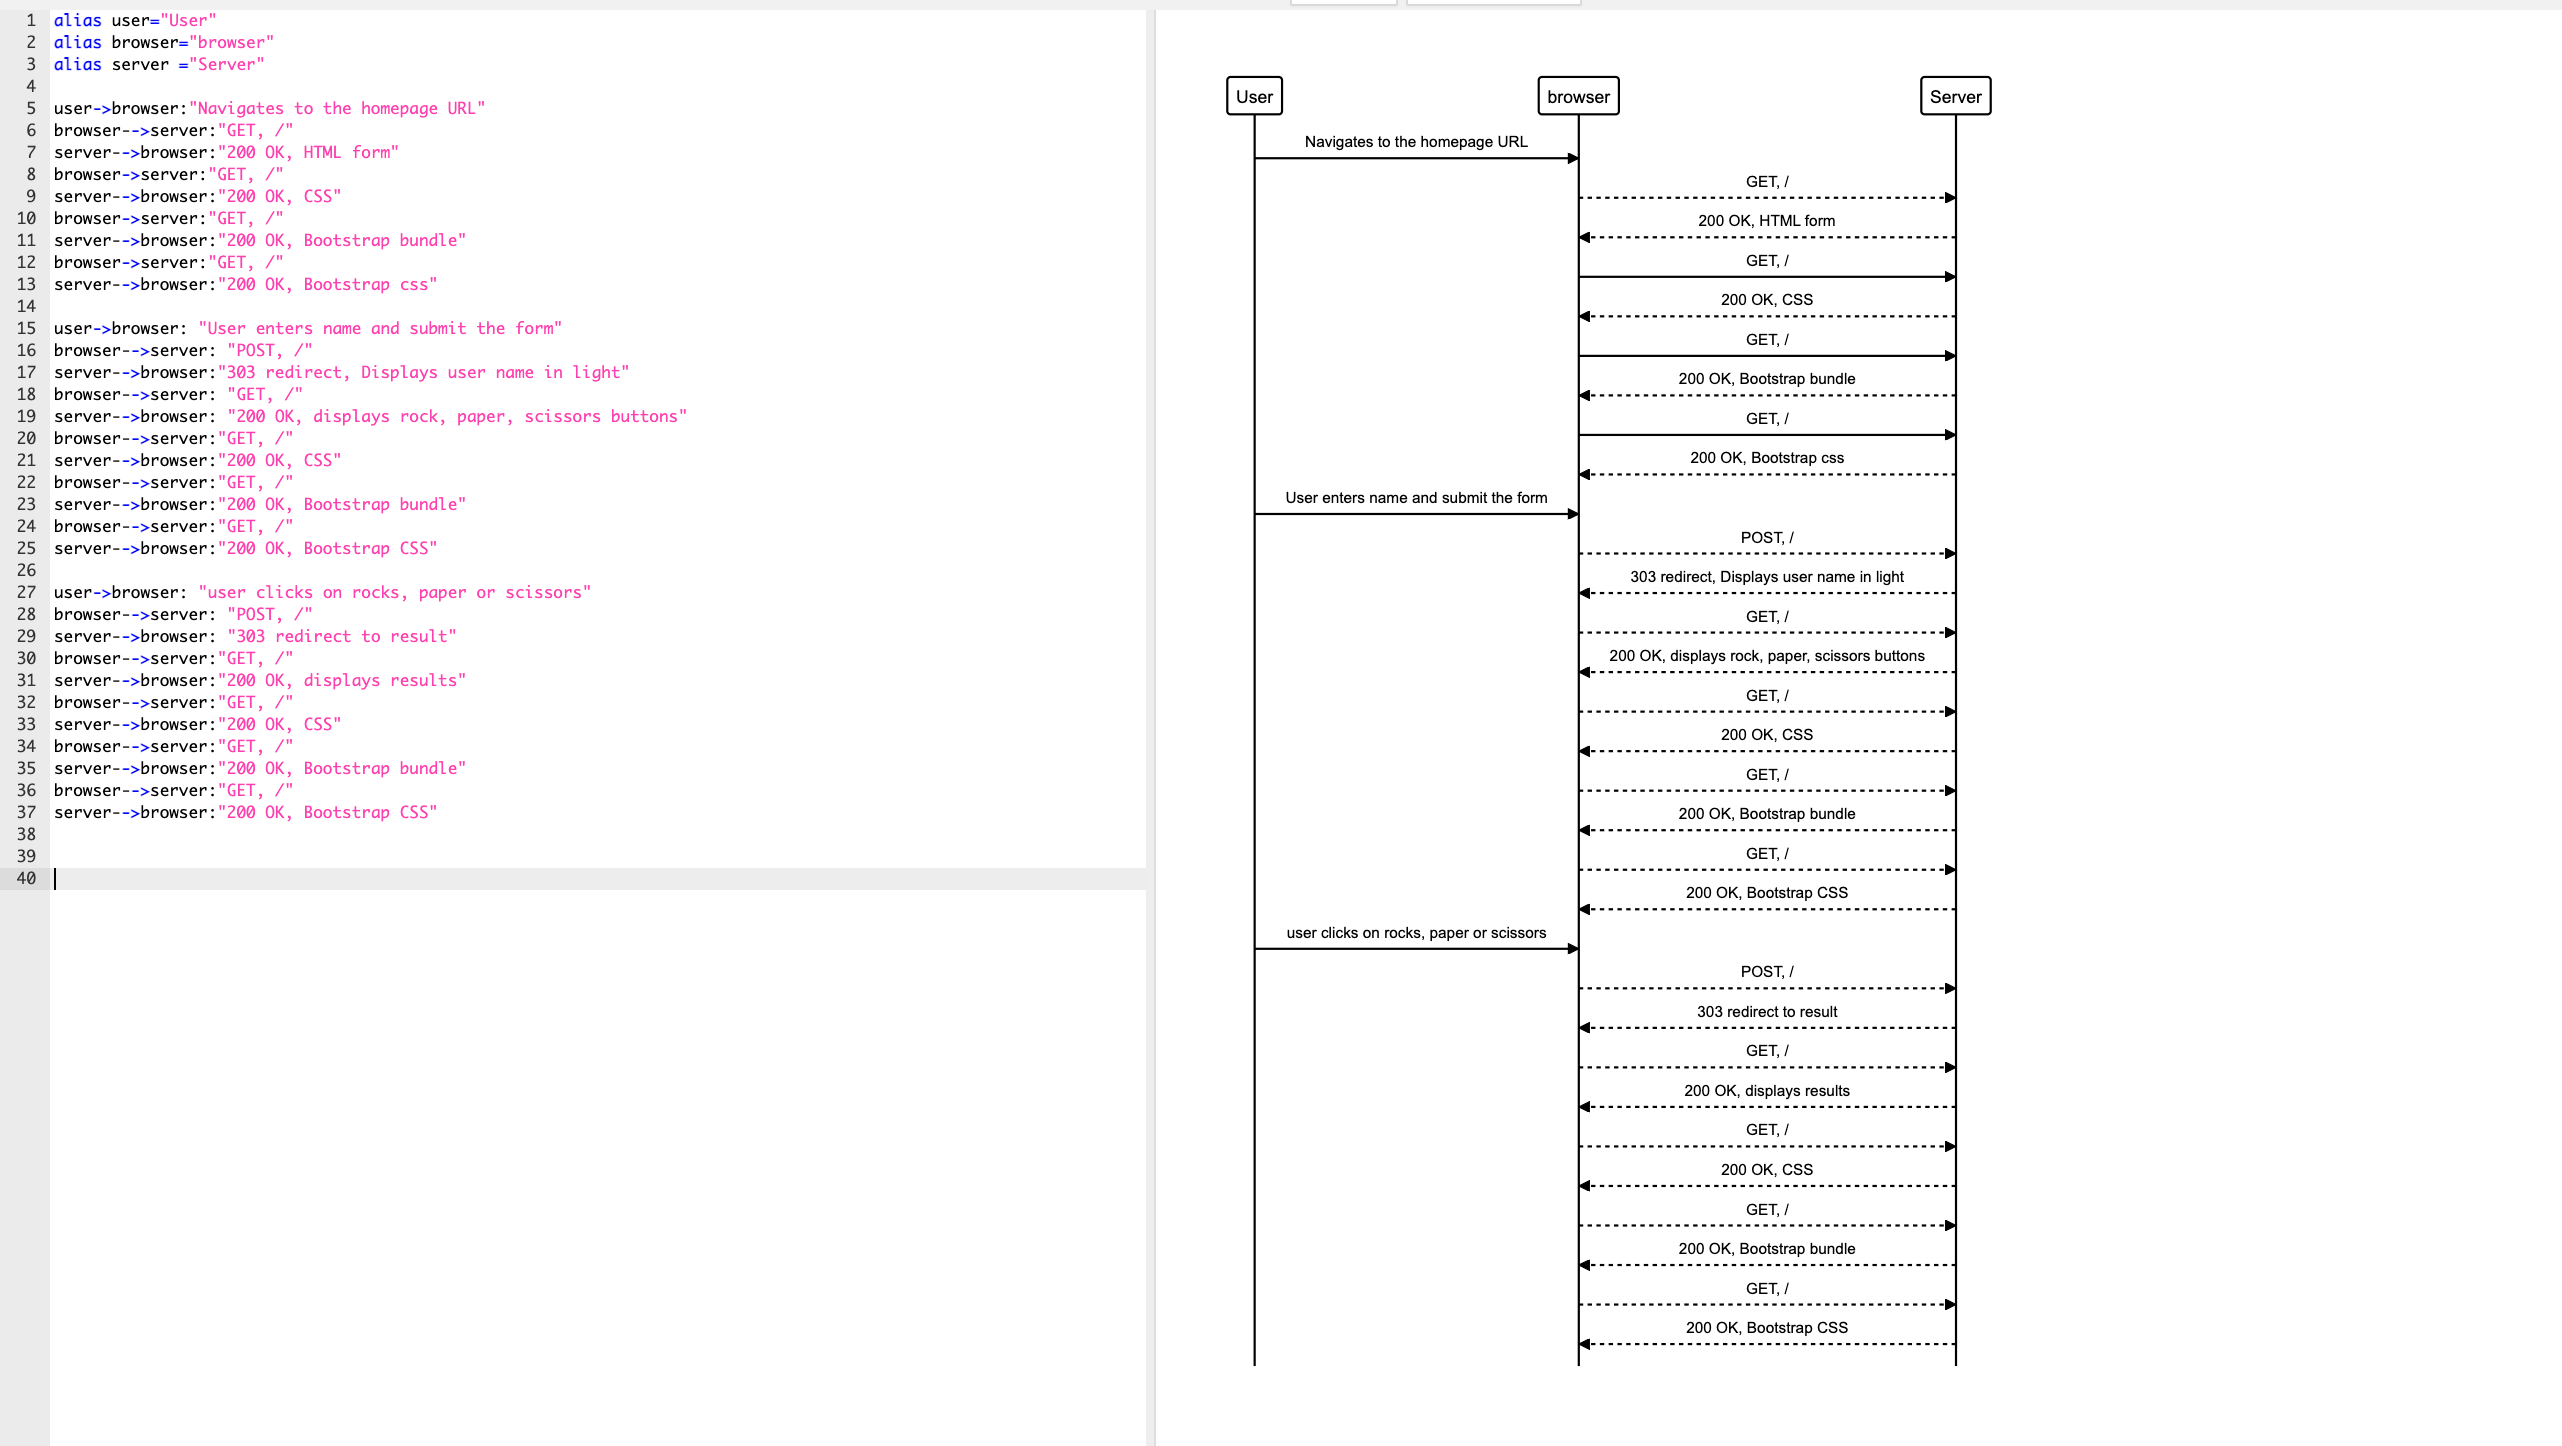 1 alias user="User"
2 alias browser="browser"
3 alias server ="Server"
4
5 user->browser:"Navigates to the homepage URL"
6 browser-->server:"GET, /"
7 server-->browser:"200 OK, HTML form"
8 browser->server:"GET, /"
9 server-->browser:"200 OK, CSS"
10 browser->server:"GET, /"
11 server-->browser:"200 OK, Bootstrap bundle"
12 browser->server:"GET, /"
13 server-->browser:"200 OK, Bootstrap css"
14
15 user->browser: "User enters name and submit the form"
16 browser-->server: "POST, /"
17 server-->browser:"303 redirect, Displays user name in light"
18 browser-->server: "GET, /"
19 server-->browser: "200 OK, displays rock, paper, scissors buttons"
20 browser-->server:"GET, /"
21 server-->browser:"200 OK, CSS"
22 browser-->server:"GET, /"
23 server-->browser:"200 OK, Bootstrap bundle"
24 browser-->server:"GET, /"
25 server-->browser:"200 OK, Bootstrap CSS"
26
27 user->browser: "user clicks on rocks, paper or scissors"
28 browser-->server: "POST, /"
29 server-->browser: "303 redirect to result"
30 browser-->server:"GET, /"
31 server-->browser:"200 OK, displays results"
32 browser-->server:"GET, /"
33 server-->browser:"200 OK, CSS"
34 browser-->server:"GET, /"
35 server-->browser:"200 OK, Bootstrap bundle"
36 browser-->server:"GET, /"
37 server-->browser:"200 OK, Bootstrap CSS"
38
39
40
User browser Server
Navigates to the homepage URL
GET, /
200 OK, HTML form
GET, /
200 OK, CSS
GET, /
200 OK, Bootstrap bundle
GET, /
200 OK, Bootstrap css
User enters name and submit the form
POST, /
303 redirect, Displays user name in light
GET, /
200 OK, displays rock, paper, scissors buttons
GET, /
200 OK, CSS
GET, /
200 OK, Bootstrap bundle
GET, /
200 OK, Bootstrap CSS
user clicks on rocks, paper or scissors
POST, /
303 redirect to result
GET, /
200 OK, displays results
GET, /
200 OK, CSS
GET, /
200 OK, Bootstrap bundle
GET, /
200 OK, Bootstrap CSS